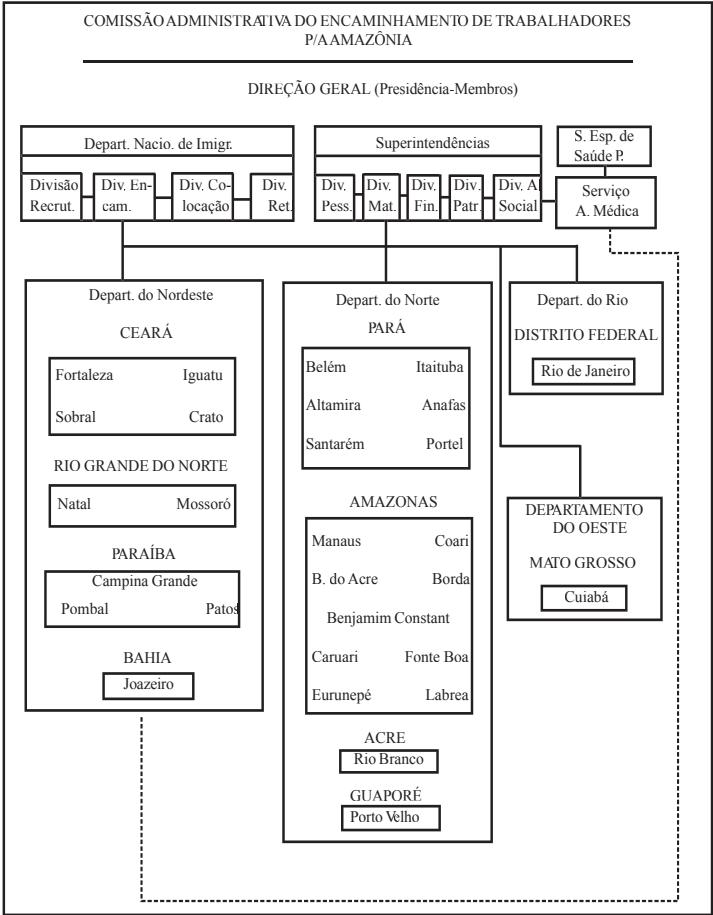 COMISSÃO ADMINISTRATIVA DO ENCAMINHAMENTO DE TRABALHADORES
P/A AMAZÔNIA
DIREÇÃO GERAL (Presidência-Membros)
Depart. Nacio. de Imigr.
Divisão
Recrut.
Div. En-
cam.
Div. Co-
locação
Div.
Ret.
Superintendências
Div.
Pess.
Div.
Mat.
Div.
Fin.
Div.
Patr.
Div. A
Social
S. Esp. de
Saúde P.
Serviço
A. Médica
Depart. do Nordeste
CEARÁ
Fortaleza Iguatu
Sobral Crato
RIO GRANDE DO NORTE
Natal Mossoró
PARAÍBA
Campina Grande
Pombal Patos
BAHIA
Joazeiro
Depart. do Norte
PARÁ
Belém Itaituba
Altamira Anafas
Santarém Portel
AMAZONAS
Manaus Coari
B. do Acre Borda
Benjamim Constant
Caruari Fonte Boa
Eurunepé Labrea
ACRE
Rio Branco
GUAPORÉ
Porto Velho
Depart. do Rio
DISTRITO FEDERAL
Rio de Janeiro
DEPARTAMENTO
DO OESTE
MATO GROSSO
Cuiabá